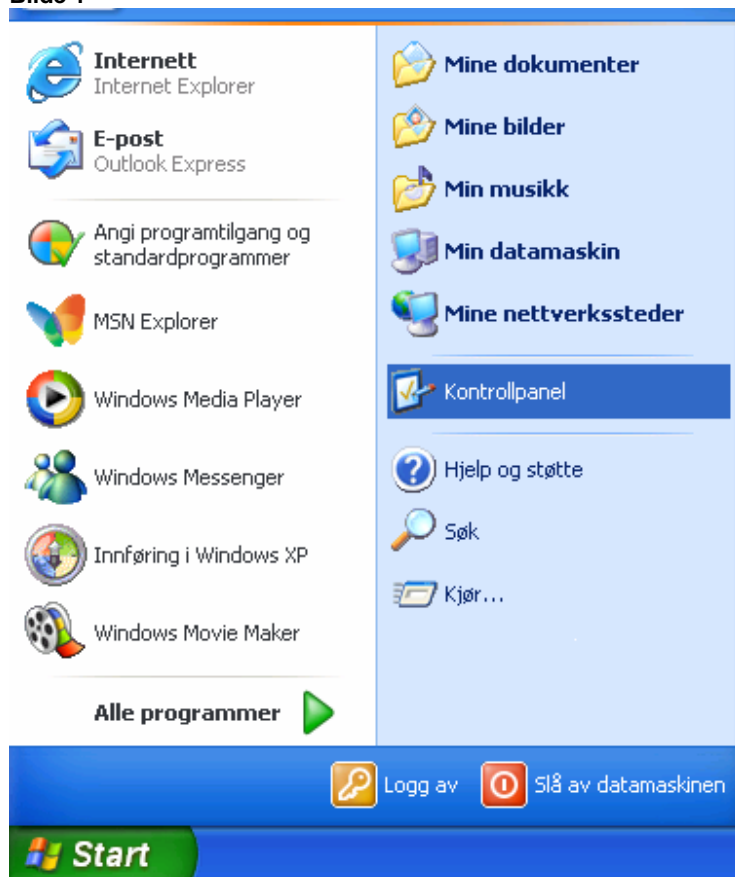 Internett
Internet Explorer
E-post
Outlook Express
Angi programtilgang og
standardprogrammer
MSN Explorer
Windows Media Player
Windows Messenger
Innføring i Windows XP
Windows Movie Maker
Alle programmer
Mine dokumenter
Mine bilder
Min musikk
Min datamaskin
Mine nettverkssteder
Kontrollpanel
Hjelp og støtte
Søk
Kjør...
Logg av
Slå av datamaskinen
Start